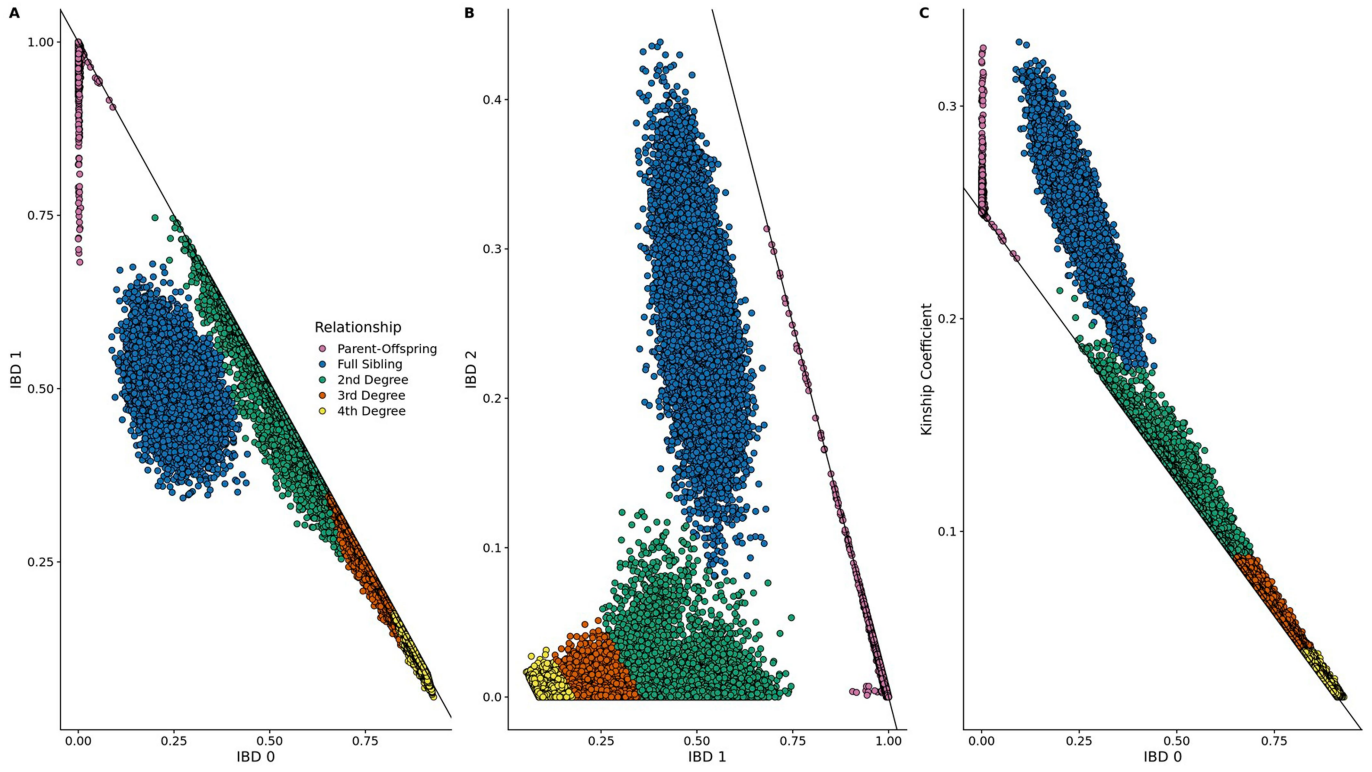 A
IBD 1
1.00
0.75
0.50
0.25
0.00
0.25
0.50
0.75
IBD 0
Relationship
Parent-Offspring
Full Sibling
2nd Degree
3rd Degree
4th Degree
B
IBD 2
0.4
0.3
0.2
0.1
0.0
0.25
0.50
0.75
1.00
IBD 1
C
Kinship Coefficient
0.3
0.2
0.1
0.00
0.25
0.50
0.75
IBD 0